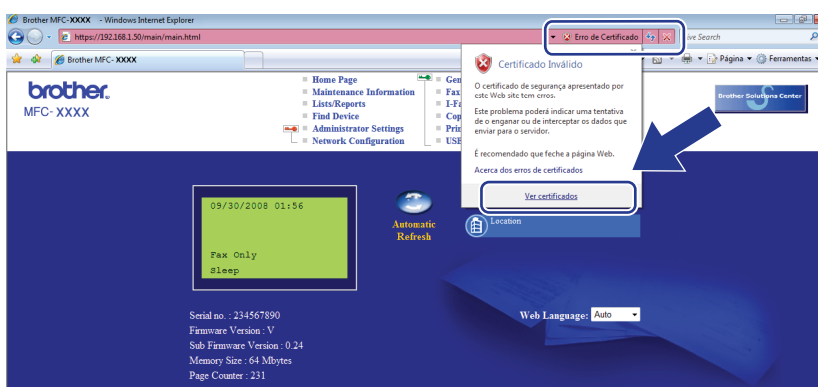 Brother MFC-XXXX - Windows Internet Explorer
https://192.168.1.50/main/main.html
Erro de Certificado
ive Search
Brother MFC- XXXX
Página
Ferramentas
brother.
MFC- XXXX
Home Page
Maintenance Information
Lists/Reports
Find Device
Administrator Settings
Network Configuration
Gen
Fax
I-Fa
Cop
Prin
USB
Certificado Inválido
O certificado de segurança apresentado por
este Web site tem erros.
Este problema poderá indicar uma tentativa
de o enganar ou de interceptar os dados que
enviar para o servidor.
É recomendado que feche a página Web.
Acerca dos erros de certificados
Ver certificados
Brother Solutions Center
09/30/2008 01:56
Fax Only
Sleep
Automatic
Refresh
Location
Serial no. : 234567890
Firmware Version : V
Sub Firmware Version : 0.24
Memory Size : 64 Mbytes
Page Counter : 231
Web Language: Auto